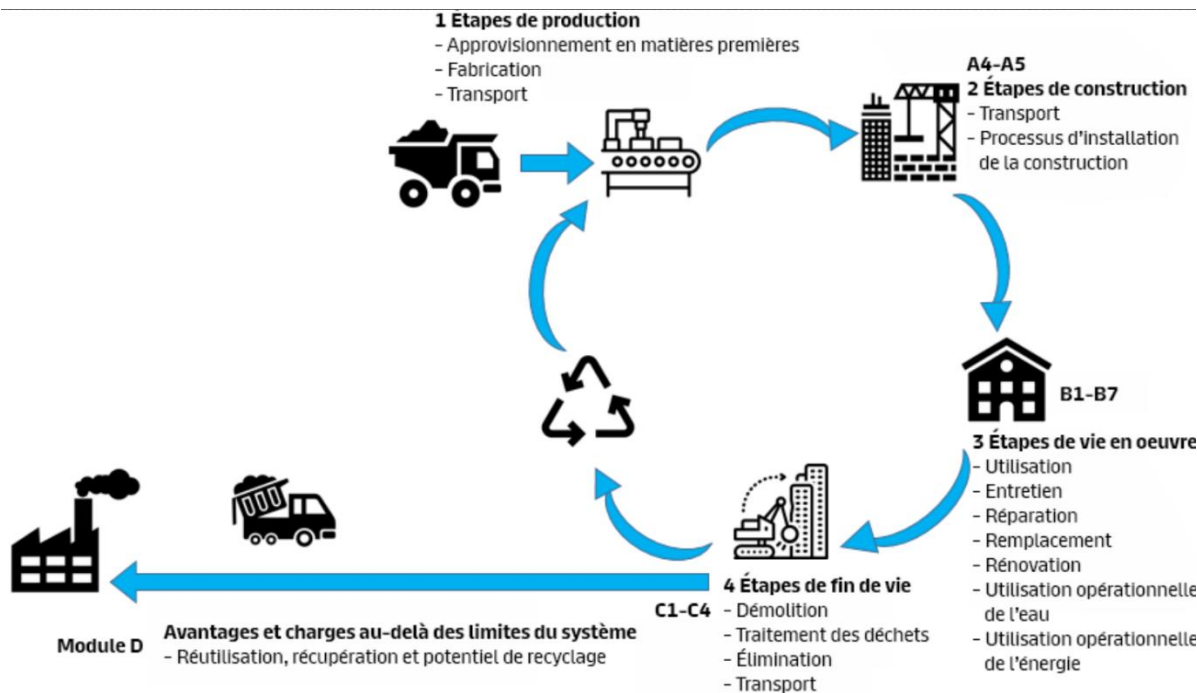 1 Étapes de production
- Approvisionnement en matières premières
- Fabrication
- Transport
A4-A5
2 Étapes de construction
- Transport
- Processus d'installation
de la construction
B1-B7
3 Étapes de vie en oeuvre
- Utilisation
- Entretien
- Réparation
- Remplacement
- Rénovation
- Utilisation opérationnelle
de l'eau
- Utilisation opérationnelle
de l'énergie
4 Étapes de fin de vie
C1-C4
- Démolition
- Traitement des déchets
- Élimination
- Transport
Module D
Avantages et charges au-delà des limites du système
- Réutilisation, récupération et potentiel de recyclage